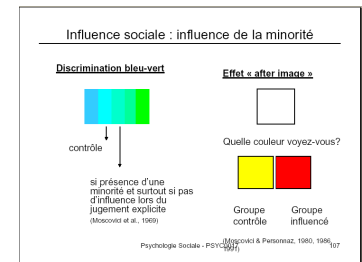 Influence sociale : influence de la minorité
Discrimination bleu-vert
contrôle
si présence d'une
minorité et surtout si pas
d'influence lors du
jugement explicite
(Moscovici et al., 1969)
Effet « after image »
Quelle couleur voyez-vous?
Groupe
contrôle
Groupe
influencé
(Moscovici & Personnaz, 1980, 1986,
1991)
Psychologie Sociale - PSYC
107